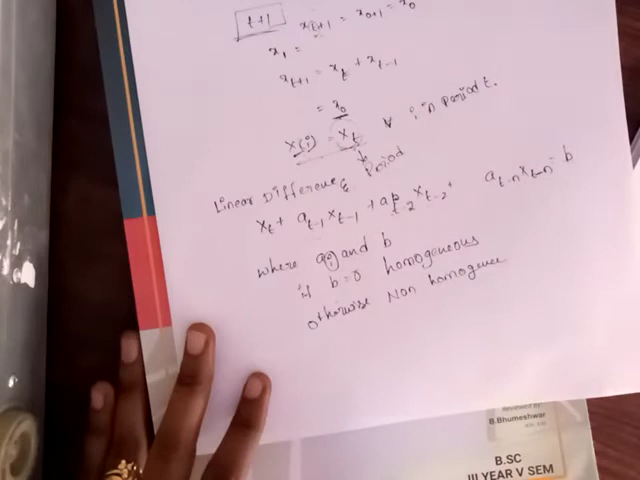 t+1 x_{t+1} = x_{0+1} = x_0
x_1 =
x_{t+1} = x_t + x_{t-1}
= x_0
x(i) = x_t ∀ i in Period t.
Period
Linear Difference
x_t + a_{t-1} x_{t-1} + a_{t-2} x_{t-2} + a_{t-n} x_{t-n} = b
where a(i) and b
if b=0 homogeneous
otherwise Non homogence
Reviewed by
B.Bhumeshwar
B.SC
III YEAR V SEM